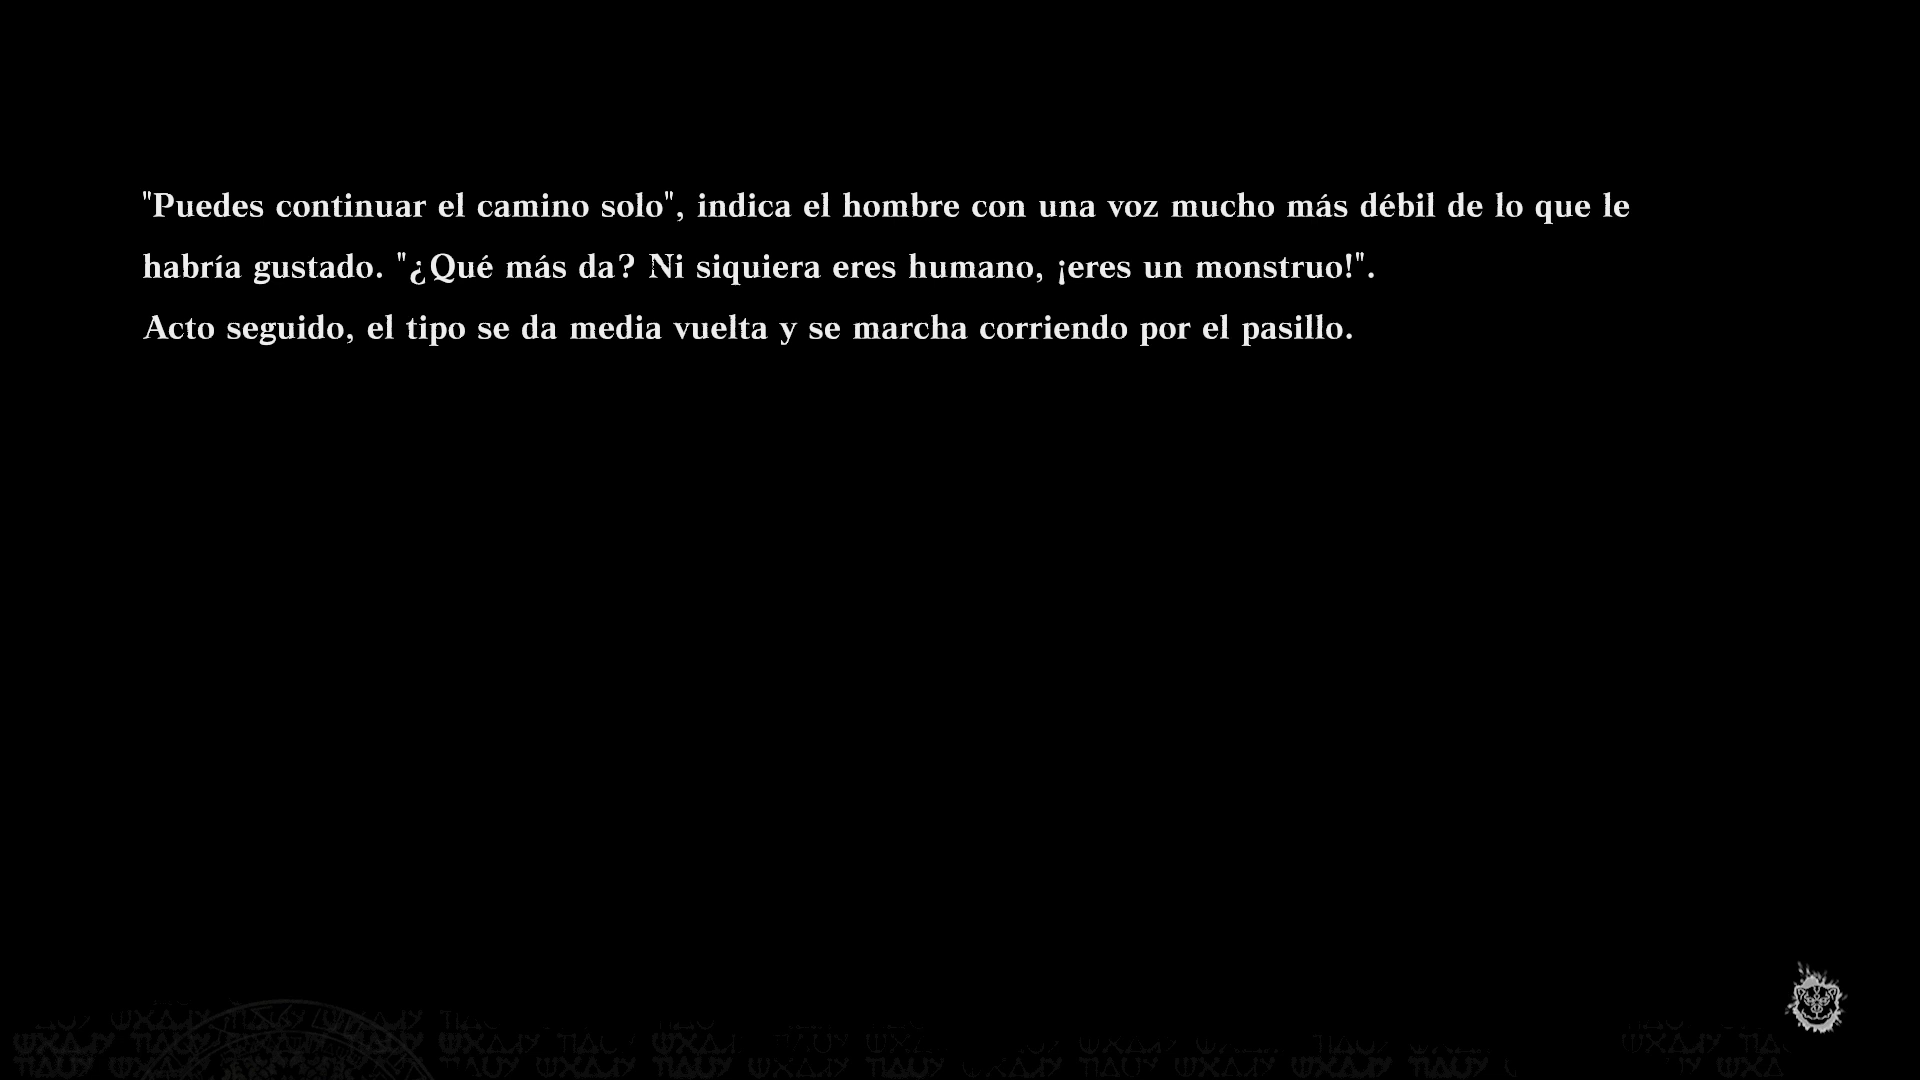 "Puedes continuar el camino solo", indica el hombre con una voz mucho más débil de lo que le
habría gustado. "¿Qué más da? Ni siquiera eres humano, ¡eres un monstruo!".
Acto seguido, el tipo se da media vuelta y se marcha corriendo por el pasillo.